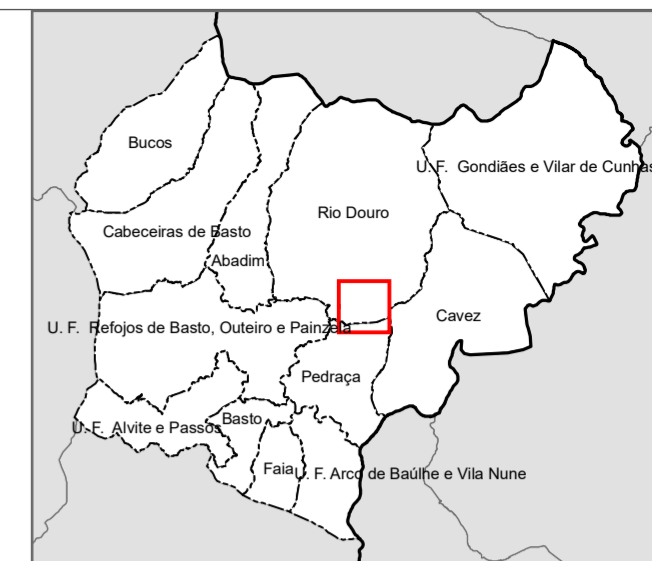 Bucos
U. F. Gondiães e Vilar de Cunhas
Rio Douro
Cabeceiras de Basto
Abadim
Cavez
U. F. Refojos de Basto, Outeiro e Painzela
Pedraça
Basto
U. F. Alvite e Passos
Faia
U. F. Arco de Baúlhe e Vila Nune